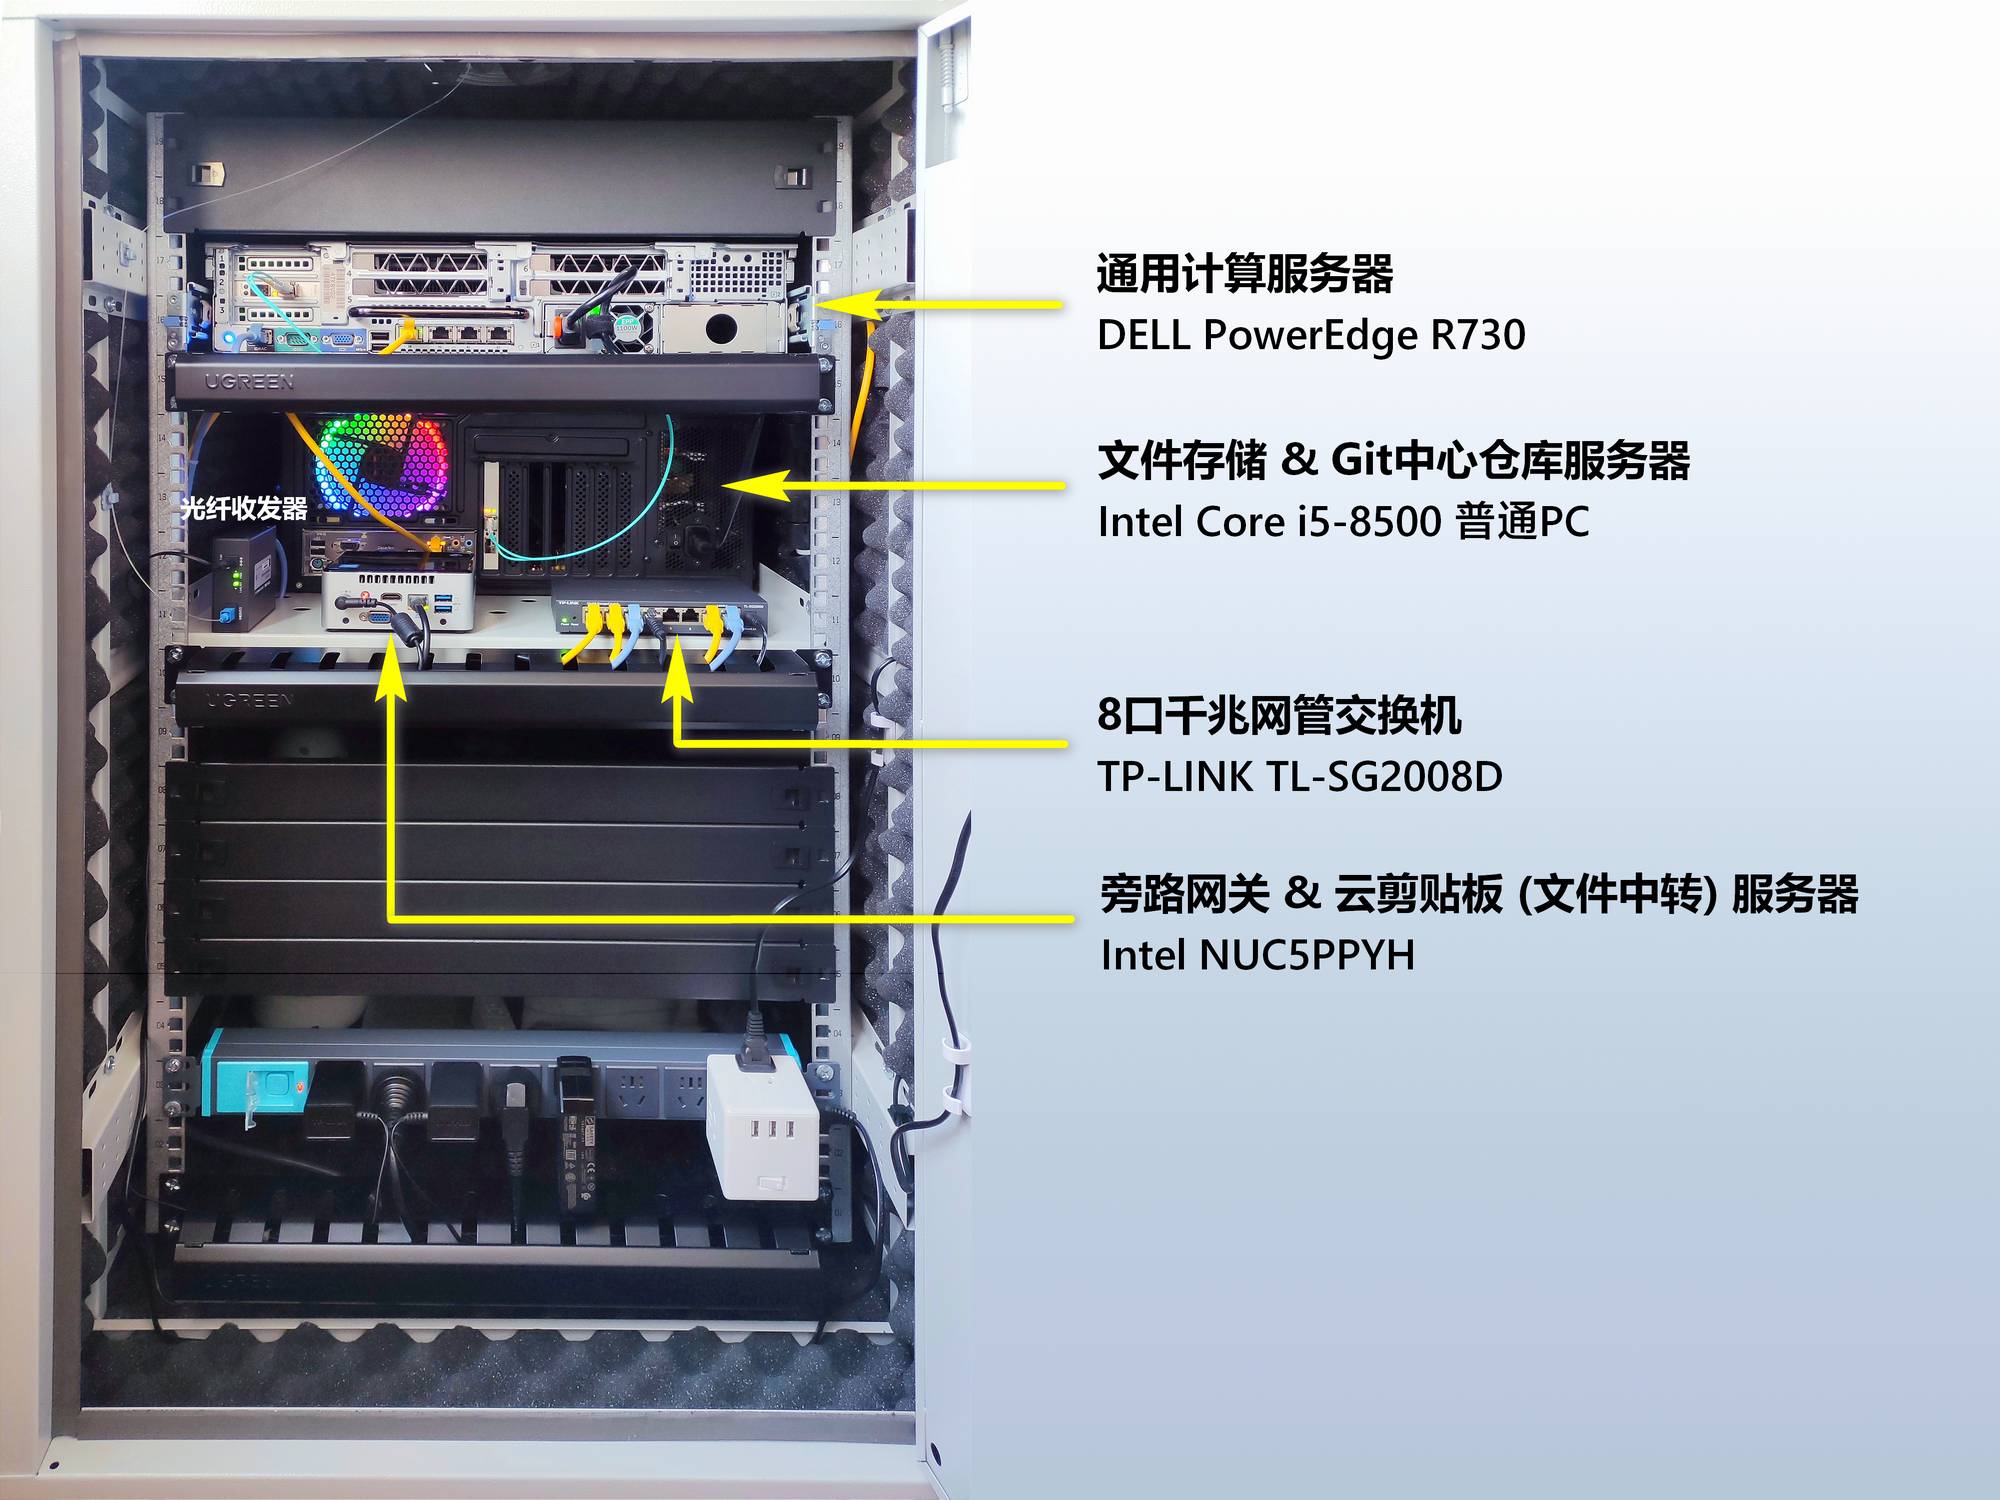 通用计算服务器
DELL PowerEdge R730
文件存储 & Git中心仓库服务器
Intel Core i5-8500 普通PC
8口千兆网管交换机
TP-LINK TL-SG2008D
旁路网关 & 云剪贴板 (文件中转) 服务器
Intel NUC5PPYH
UGREEN
光纤收发器
TP-LINK
UGREEN
UGREEN
1100W